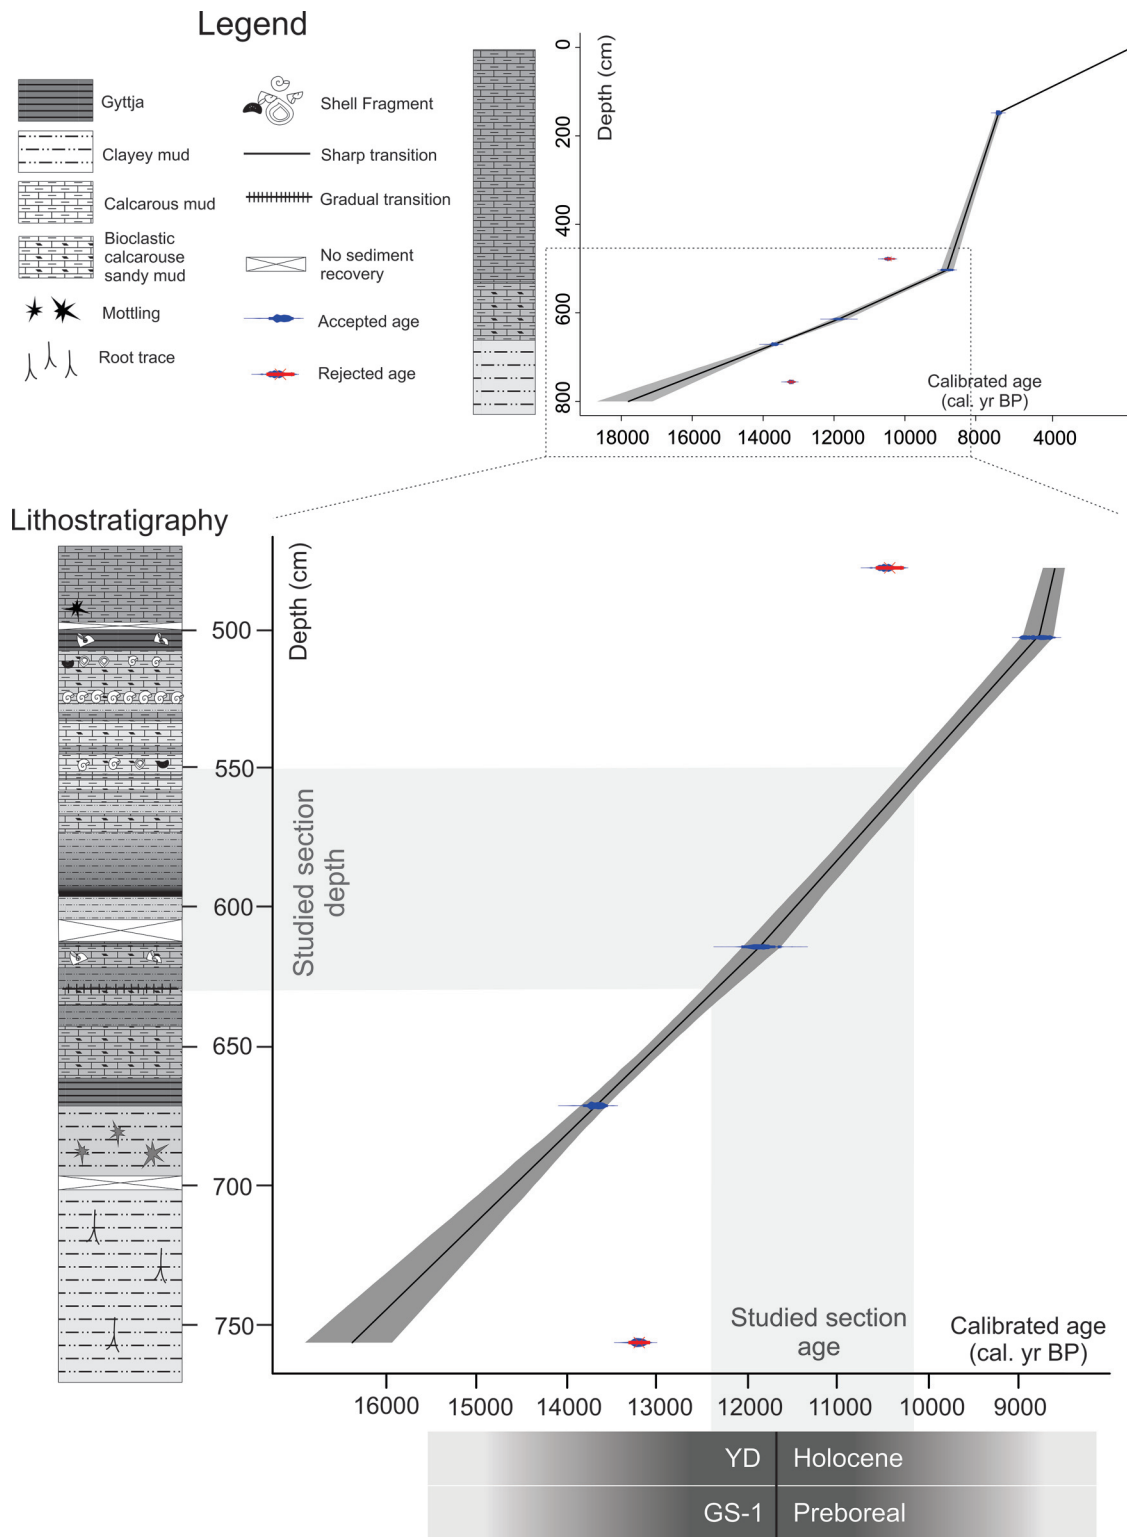 Legend
Gyttja
Clayey mud
Calcarous mud
Bioclastic
calcarouse
sandy mud
Mottling
Root trace
Shell Fragment
Sharp transition
Gradual transition
No sediment
recovery
Accepted age
Rejected age
Depth (cm)
0
200
400
600
800
Calibrated age
(cal. yr BP)
18000 16000 14000 12000 10000 8000 4000
Lithostratigraphy
Depth (cm)
500
550
600
650
700
750
Studied section
depth
Studied section
age
Calibrated age
(cal. yr BP)
16000 15000 14000 13000 12000 11000 10000 9000
YD Holocene
GS-1 Preboreal